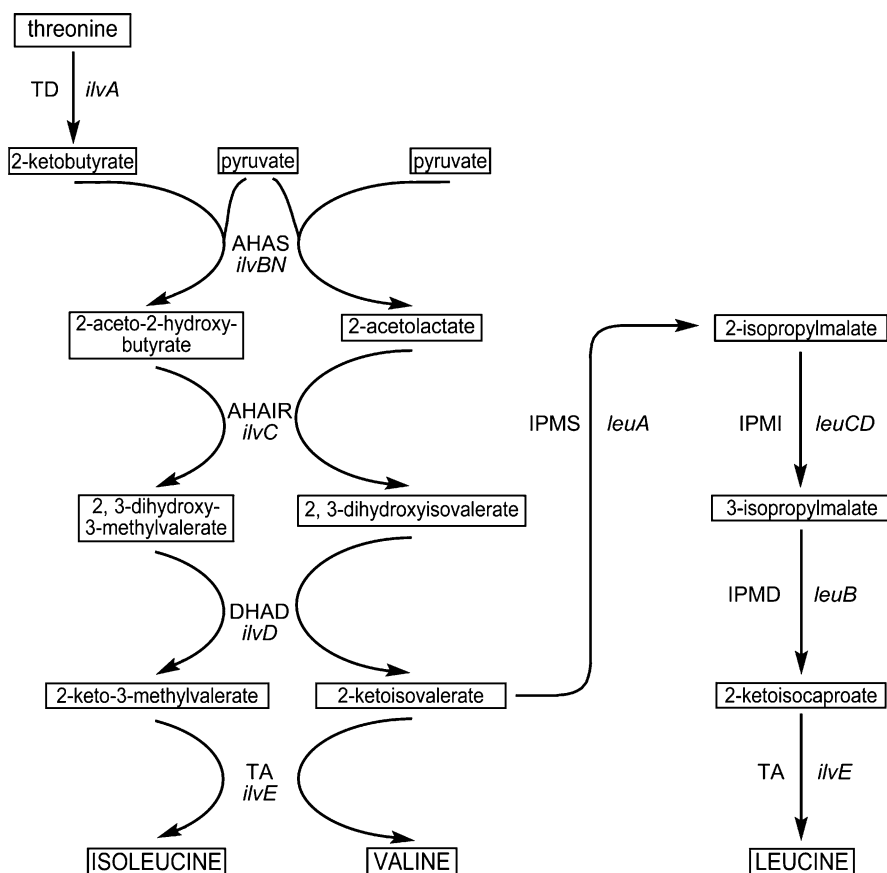 threonine
TD ilvA
2-ketobutyrate pyruvate pyruvate
AHAS
ilvBN
2-aceto-2-hydroxy-
butyrate
2-acetolactate
2-isopropylmalate
AHAIR
ilvC
IPMS leuA
IPMI leuCD
2, 3-dihydroxy-
3-methylvalerate
2, 3-dihydroxyisovalerate
3-isopropylmalate
DHAD
ilvD
IPMD leuB
2-keto-3-methylvalerate 2-ketoisovalerate 2-ketoisocaproate
TA
ilvE
TA ilvE
ISOLEUCINE VALINE LEUCINE